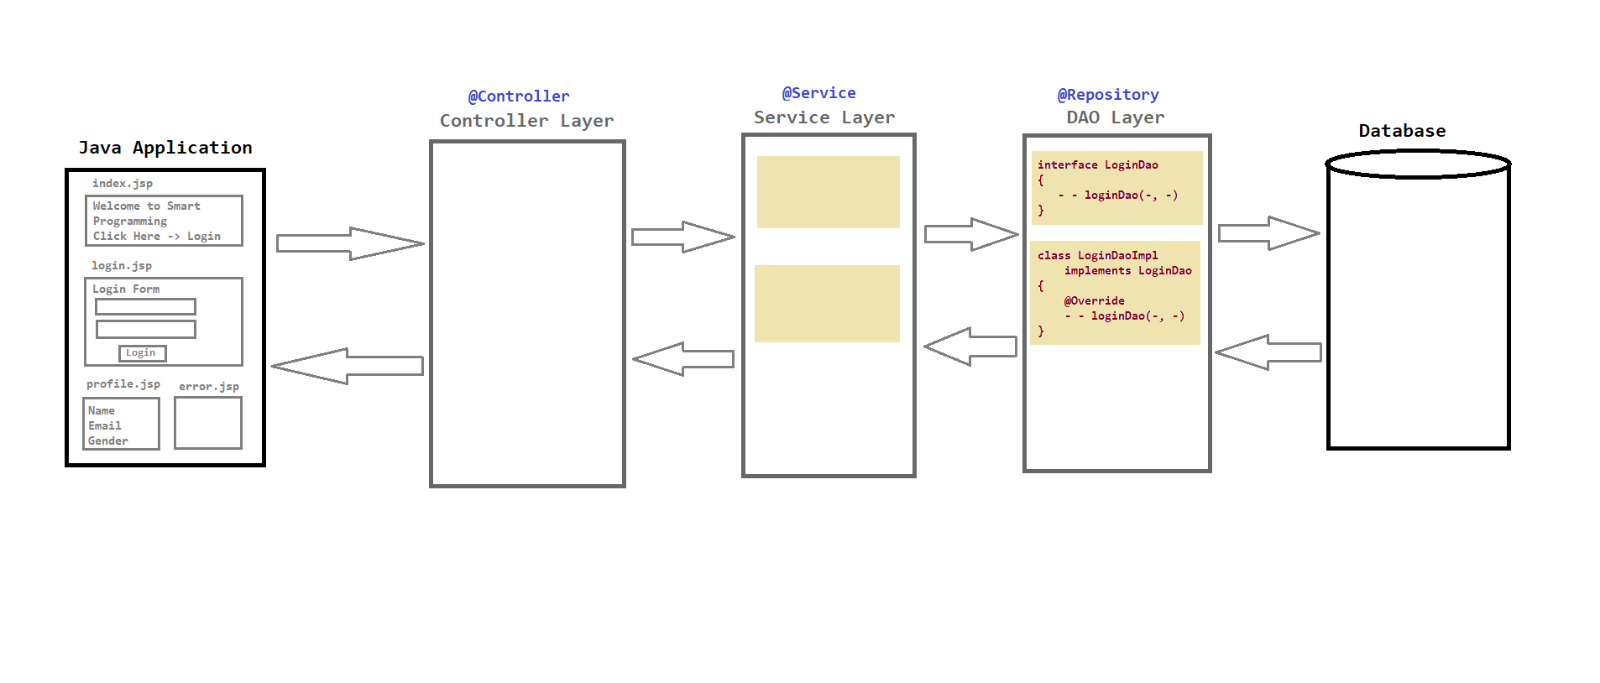 Java Application
index.jsp
Welcome to Smart
Programming
Click Here -> Login
login.jsp
Login Form
Login
profile.jsp
Name
Email
Gender
error.jsp
@Controller
Controller Layer
@Service
Service Layer
@Repository
DAO Layer
interface LoginDao
{
- - loginDao(-, -)
}
class LoginDaoImpl
implements LoginDao
{
@Override
- - loginDao(-, -)
}
Database